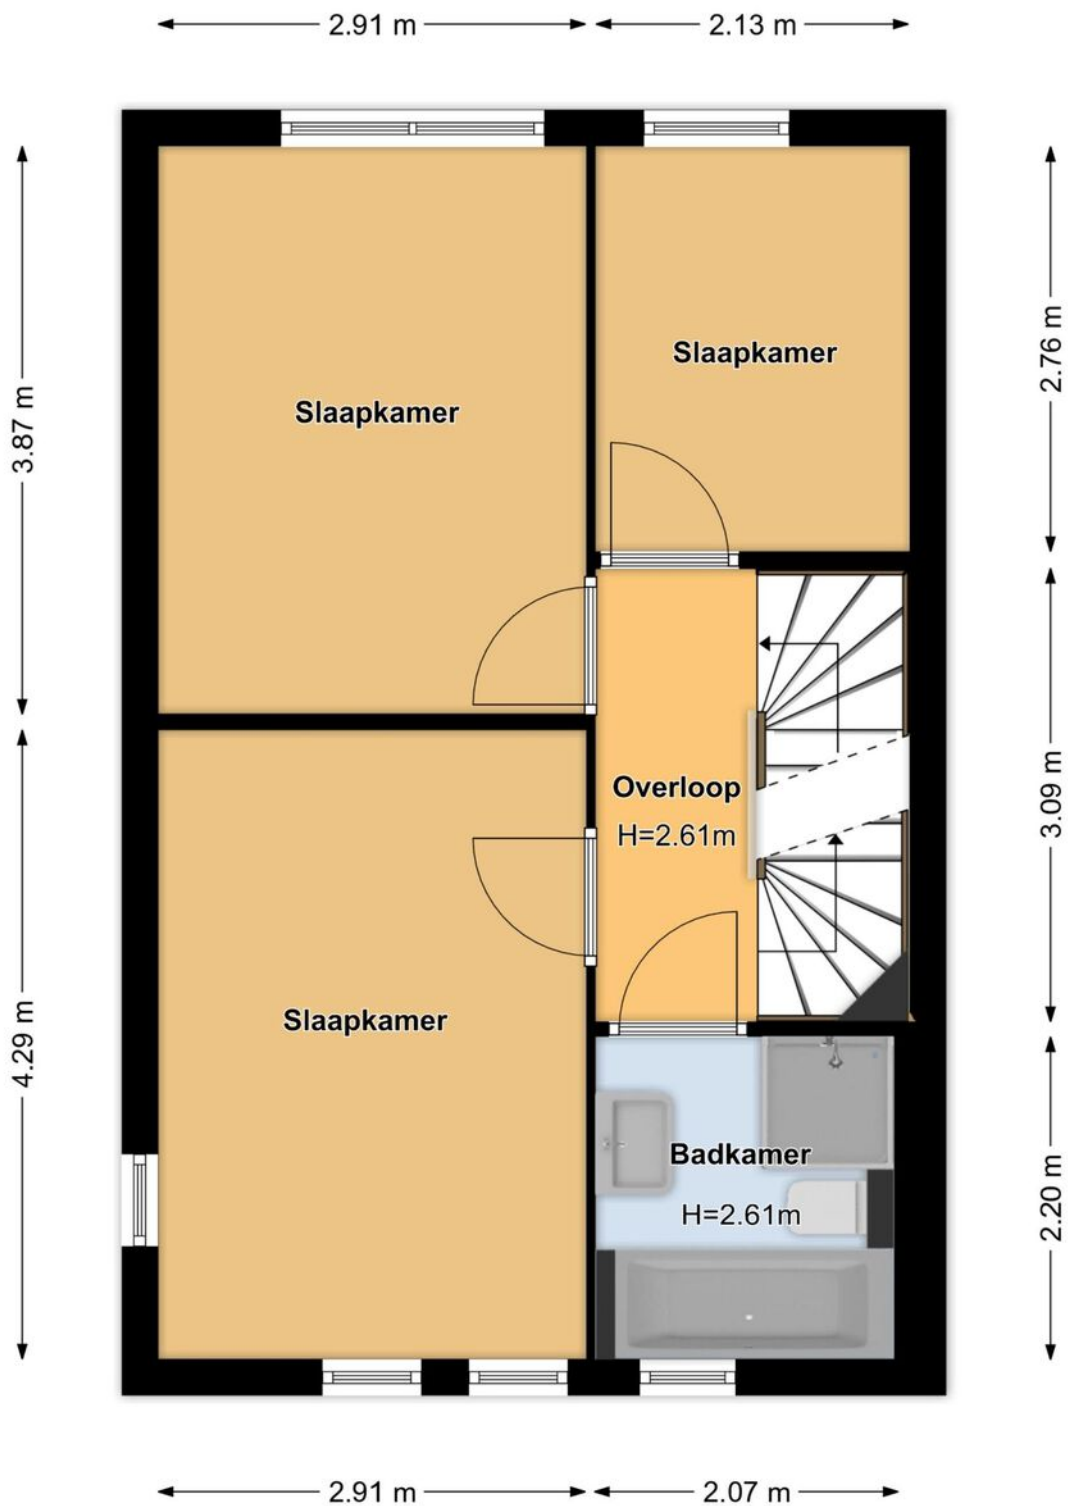 2.91 m
2.13 m
Slaapkamer
Slaapkamer
3.87 m
2.76 m
Overloop
H=2.61m
3.09 m
Slaapkamer
4.29 m
Badkamer
H=2.61m
2.20 m
2.91 m
2.07 m